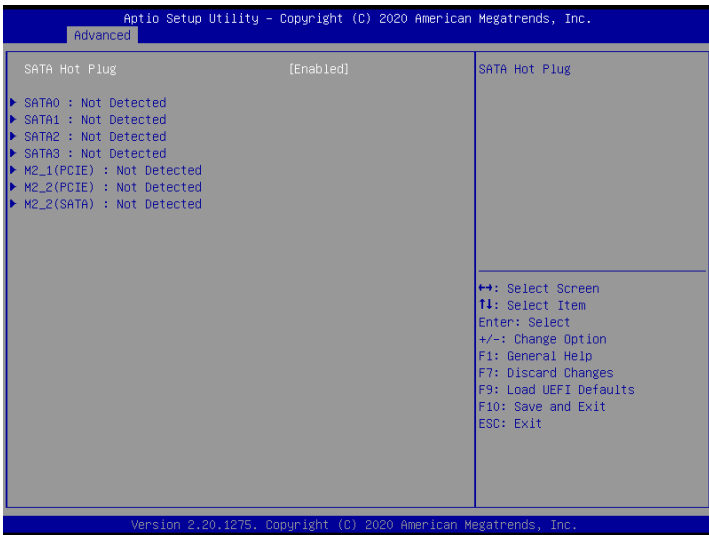 Aptio Setup Utility – Copyright (C) 2020 American Megatrends, Inc.
Advanced
SATA Hot Plug [Enabled]
SATA0 : Not Detected
SATA1 : Not Detected
SATA2 : Not Detected
SATA3 : Not Detected
M2_1(PCIE) : Not Detected
M2_2(PCIE) : Not Detected
M2_2(SATA) : Not Detected
SATA Hot Plug
↔: Select Screen
↑↓: Select Item
Enter: Select
+/-: Change Option
F1: General Help
F7: Discard Changes
F9: Load UEFI Defaults
F10: Save and Exit
ESC: Exit
Version 2.20.1275. Copyright (C) 2020 American Megatrends, Inc.